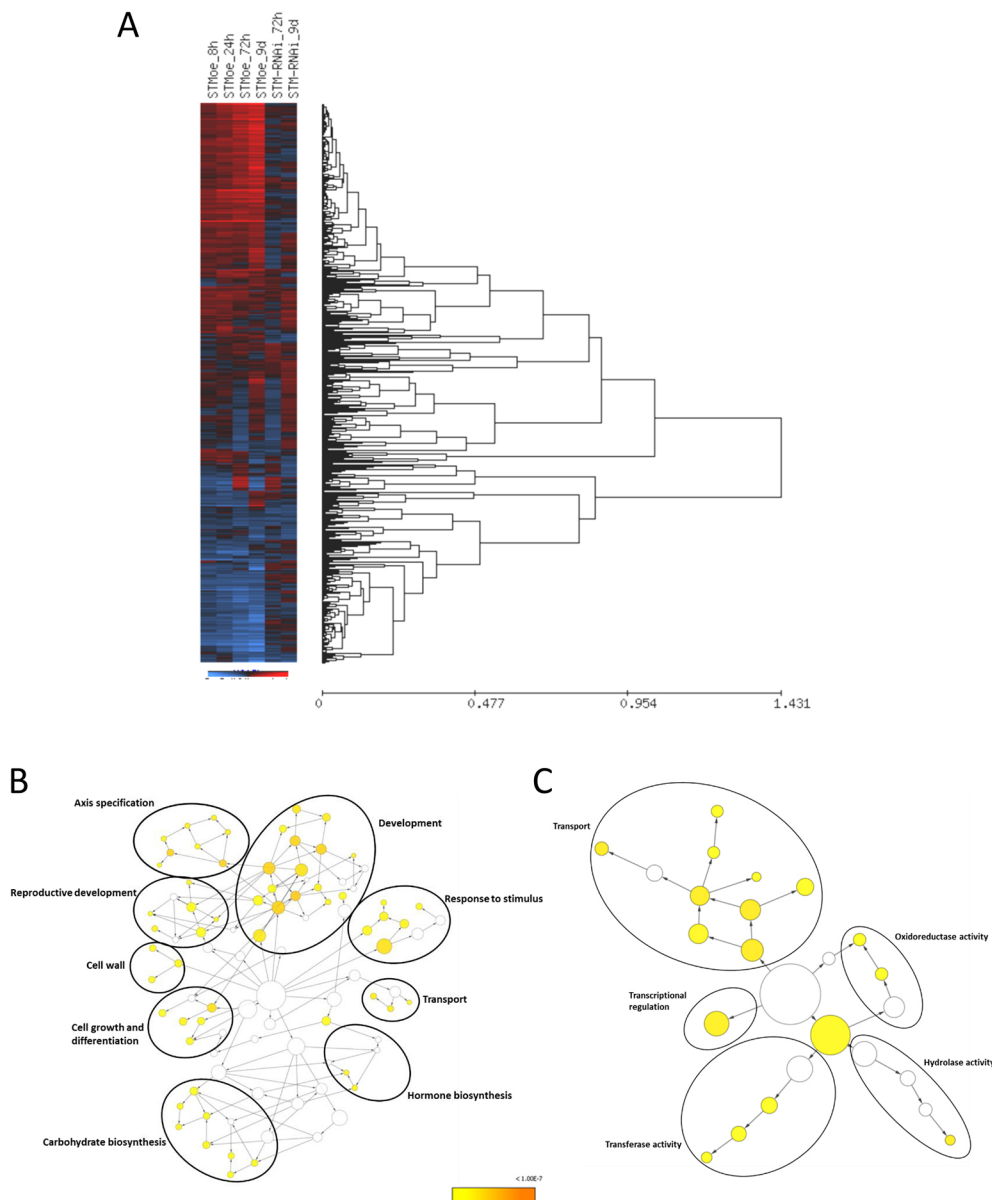 A
STMoe_8h
STMoe_24h
STMoe_72h
STMoe_9d
STM-RNAi_72h
STM-RNAi_9d
0
0.477
0.954
1.431
B
Axis specification
Development
Reproductive development
Response to stimulus
Cell wall
Transport
Cell growth and
differentiation
Hormone biosynthesis
Carbohydrate biosynthesis
C
Transport
Oxidoreductase activity
Transcriptional
regulation
Hydrolase activity
Transferase activity
< 1.00E-7